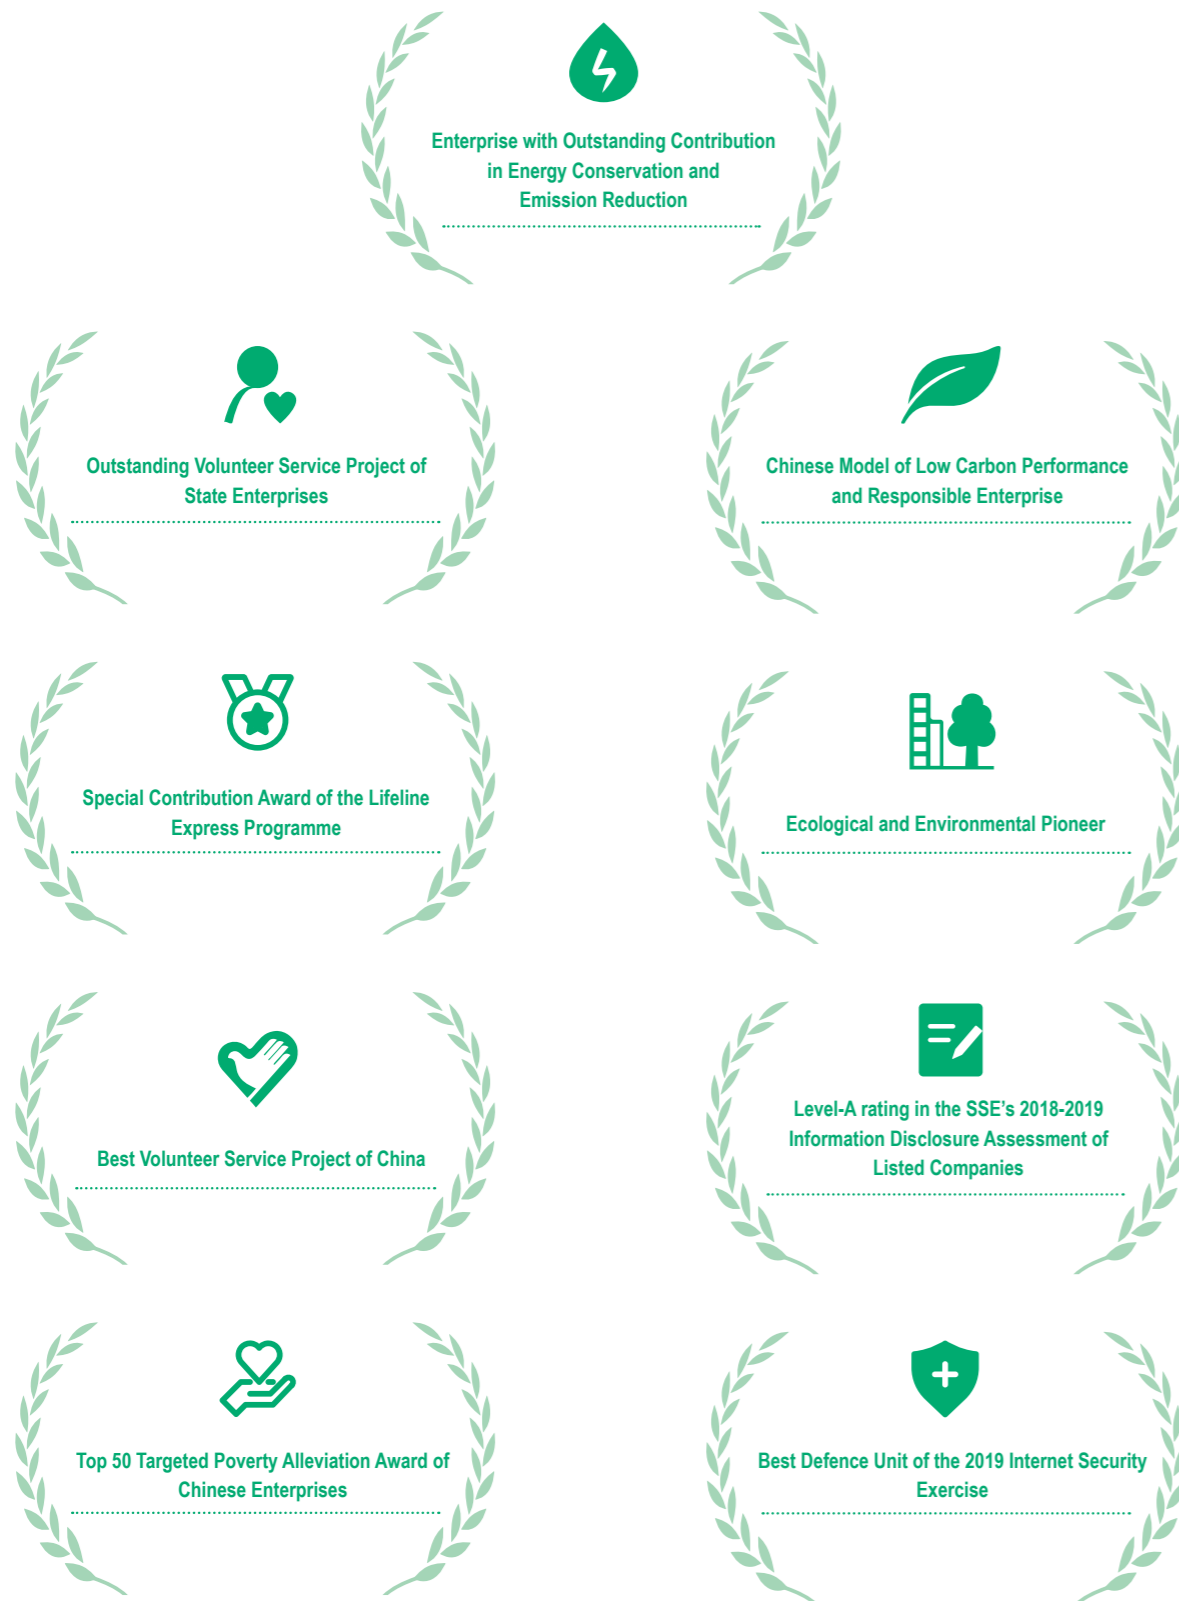 Enterprise with Outstanding Contribution
in Energy Conservation and
Emission Reduction
Outstanding Volunteer Service Project of
State Enterprises
Chinese Model of Low Carbon Performance
and Responsible Enterprise
Special Contribution Award of the Lifeline
Express Programme
Ecological and Environmental Pioneer
Best Volunteer Service Project of China
Level-A rating in the SSE’s 2018-2019
Information Disclosure Assessment of
Listed Companies
Top 50 Targeted Poverty Alleviation Award of
Chinese Enterprises
Best Defence Unit of the 2019 Internet Security
Exercise